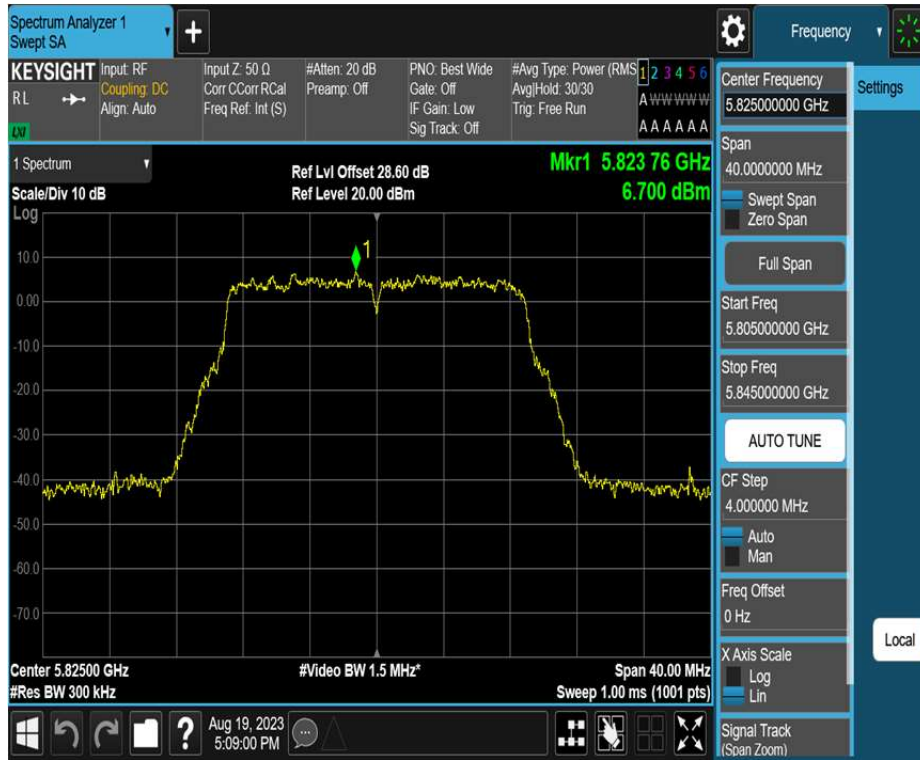 Spectrum Analyzer 1
Swept SA
+
Frequency
KEYSIGHT
RL
LXI
Input: RF
Coupling: DC
Align: Auto
Input Z: 50 Ω
Corr CCorr RCal
Freq Ref: Int (S)
#Atten: 20 dB
Preamp: Off
PNO: Best Wide
Gate: Off
IF Gain: Low
Sig Track: Off
#Avg Type: Power (RMS
Avg|Hold: 30/30
Trig: Free Run
1 2 3 4 5 6
A W W W W W
A A A A A A
1 Spectrum
Scale/Div 10 dB
Log
Ref Lvl Offset 28.60 dB
Ref Level 20.00 dBm
Mkr1 5.823 76 GHz
6.700 dBm
1
10.0
0.00
-10.0
-20.0
-30.0
-40.0
-50.0
-60.0
-70.0
Center 5.82500 GHz
#Res BW 300 kHz
#Video BW 1.5 MHz*
Span 40.00 MHz
Sweep 1.00 ms (1001 pts)
?
Aug 19, 2023
5:09:00 PM
Center Frequency
5.825000000 GHz
Span
40.0000000 MHz
Swept Span
Zero Span
Full Span
Start Freq
5.805000000 GHz
Stop Freq
5.845000000 GHz
AUTO TUNE
CF Step
4.000000 MHz
Auto
Man
Freq Offset
0 Hz
X Axis Scale
Log
Lin
Signal Track
(Span Zoom)
Settings
Local